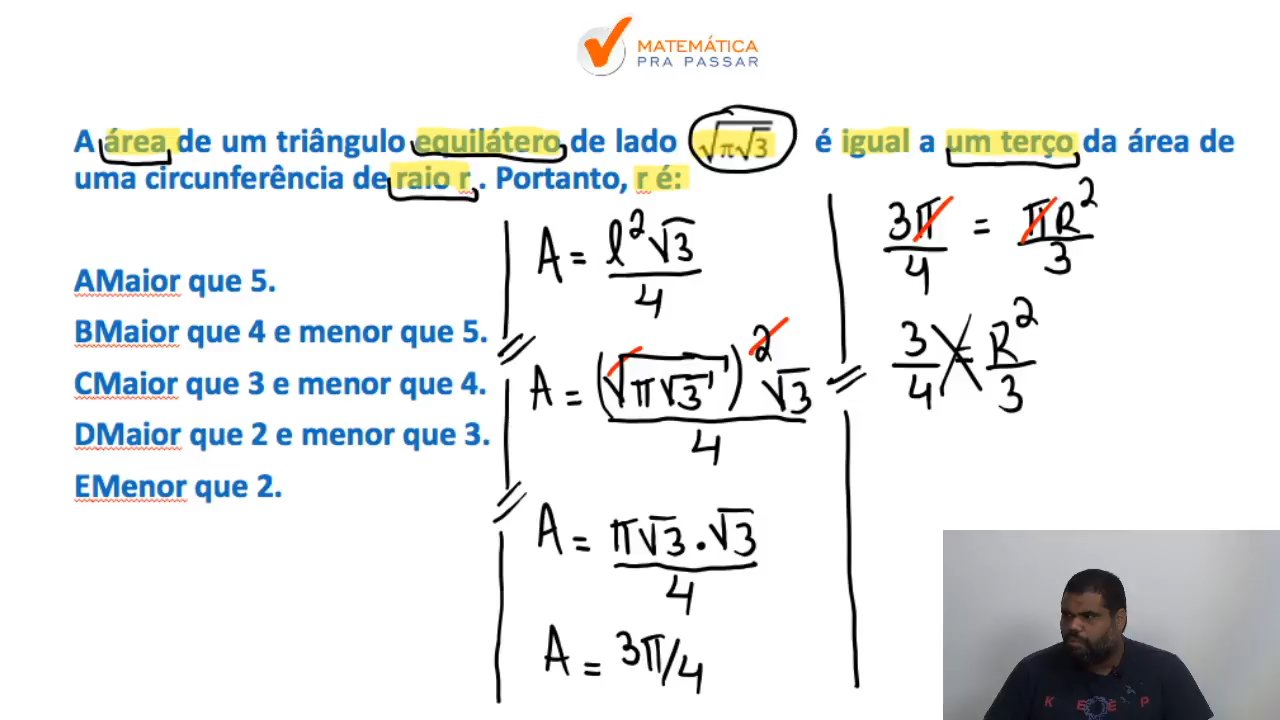 MATEMÁTICA
PRA PASSAR
A área de um triângulo equilátero de lado √π√3 é igual a um terço da área de
uma circunferência de raio r . Portanto, r é:
AMaior que 5.
BMaior que 4 e menor que 5.
CMaior que 3 e menor que 4.
DMaior que 2 e menor que 3.
EMenor que 2.
A = l²√3/4
A = (√π√3)²√3/4
A = π√3.√3/4
A = 3π/4
3π/4 = πR²/3
3/4 = R²/3
K E E P